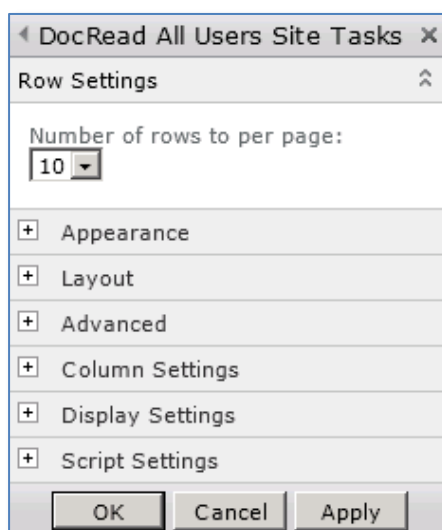 DocRead All Users Site Tasks
Row Settings
Number of rows to per page:
10
Appearance
Layout
Advanced
Column Settings
Display Settings
Script Settings
OK Cancel Apply